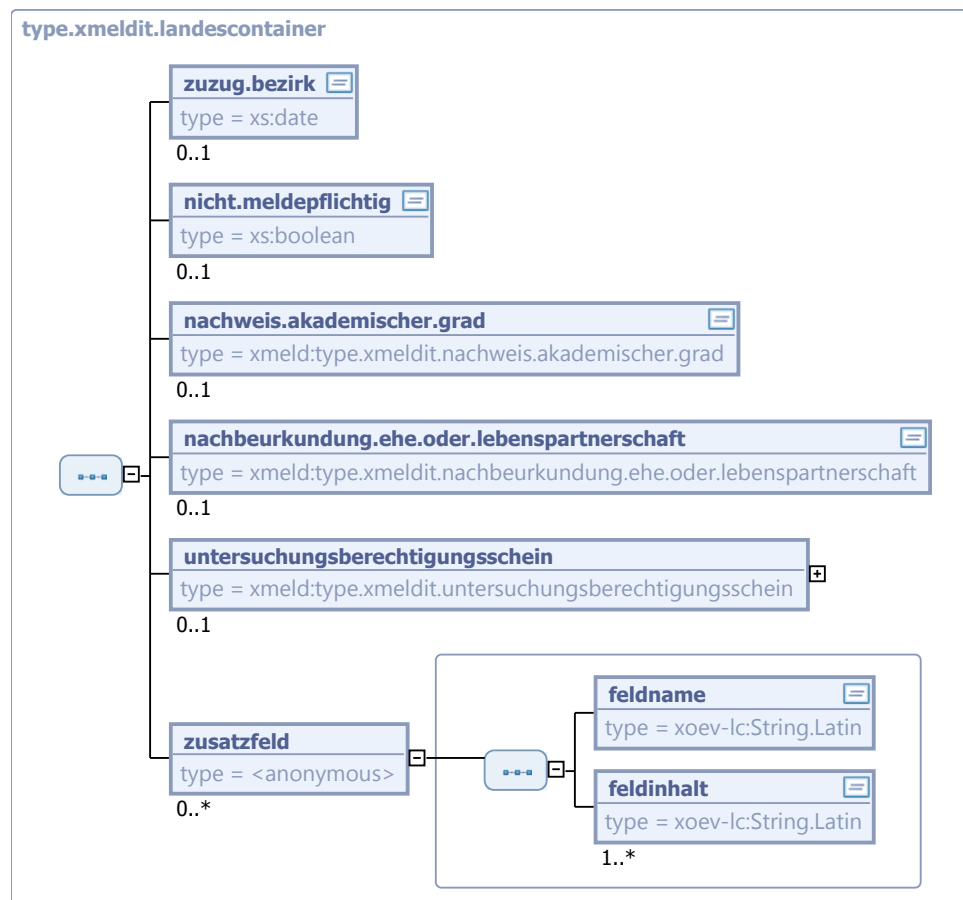 type.xmeldit.landescontainer
zuzug.bezirk
type = xs:date
0..1
nicht.meldepflichtig
type = xs:boolean
0..1
nachweis.akademischer.grad
type = xmeld:type.xmeldit.nachweis.akademischer.grad
0..1
nachbeurkundung.ehe.oder.lebenspartnerschaft
type = xmeld:type.xmeldit.nachbeurkundung.ehe.oder.lebenspartnerschaft
0..1
untersuchungsberechtigungsschein
type = xmeld:type.xmeldit.untersuchungsberechtigungsschein
0..1
zusatzfeld
type = <anonymous>
0..*
feldname
type = xoev-lc:String.Latin
feldinhalt
type = xoev-lc:String.Latin
1..*